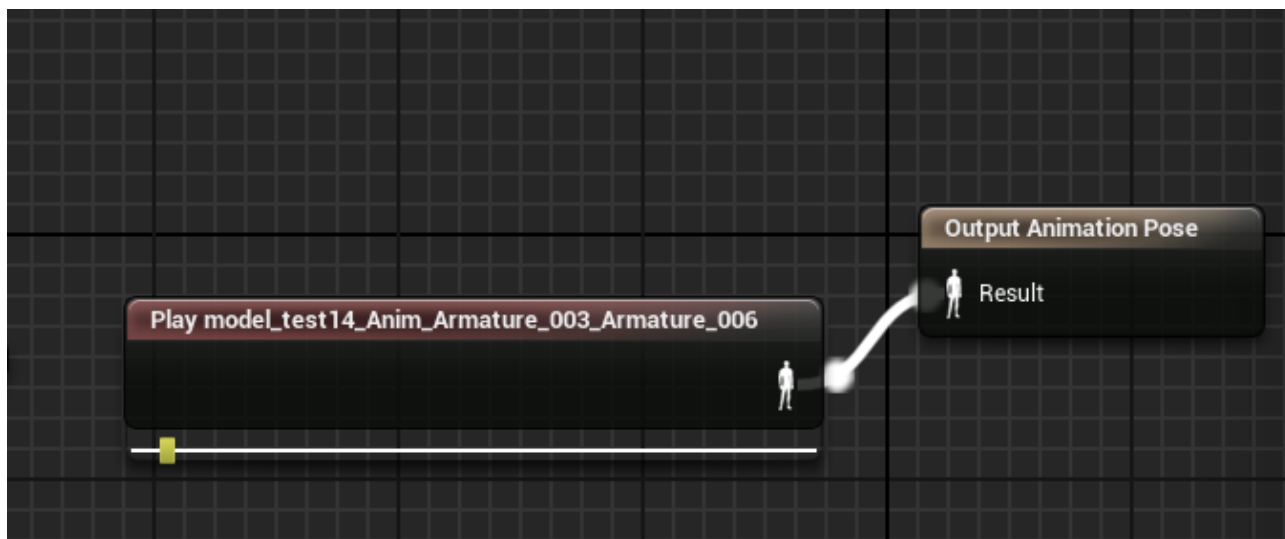 Output Animation Pose
Result
Play model_test14_Anim_Armature_003_Armature_006